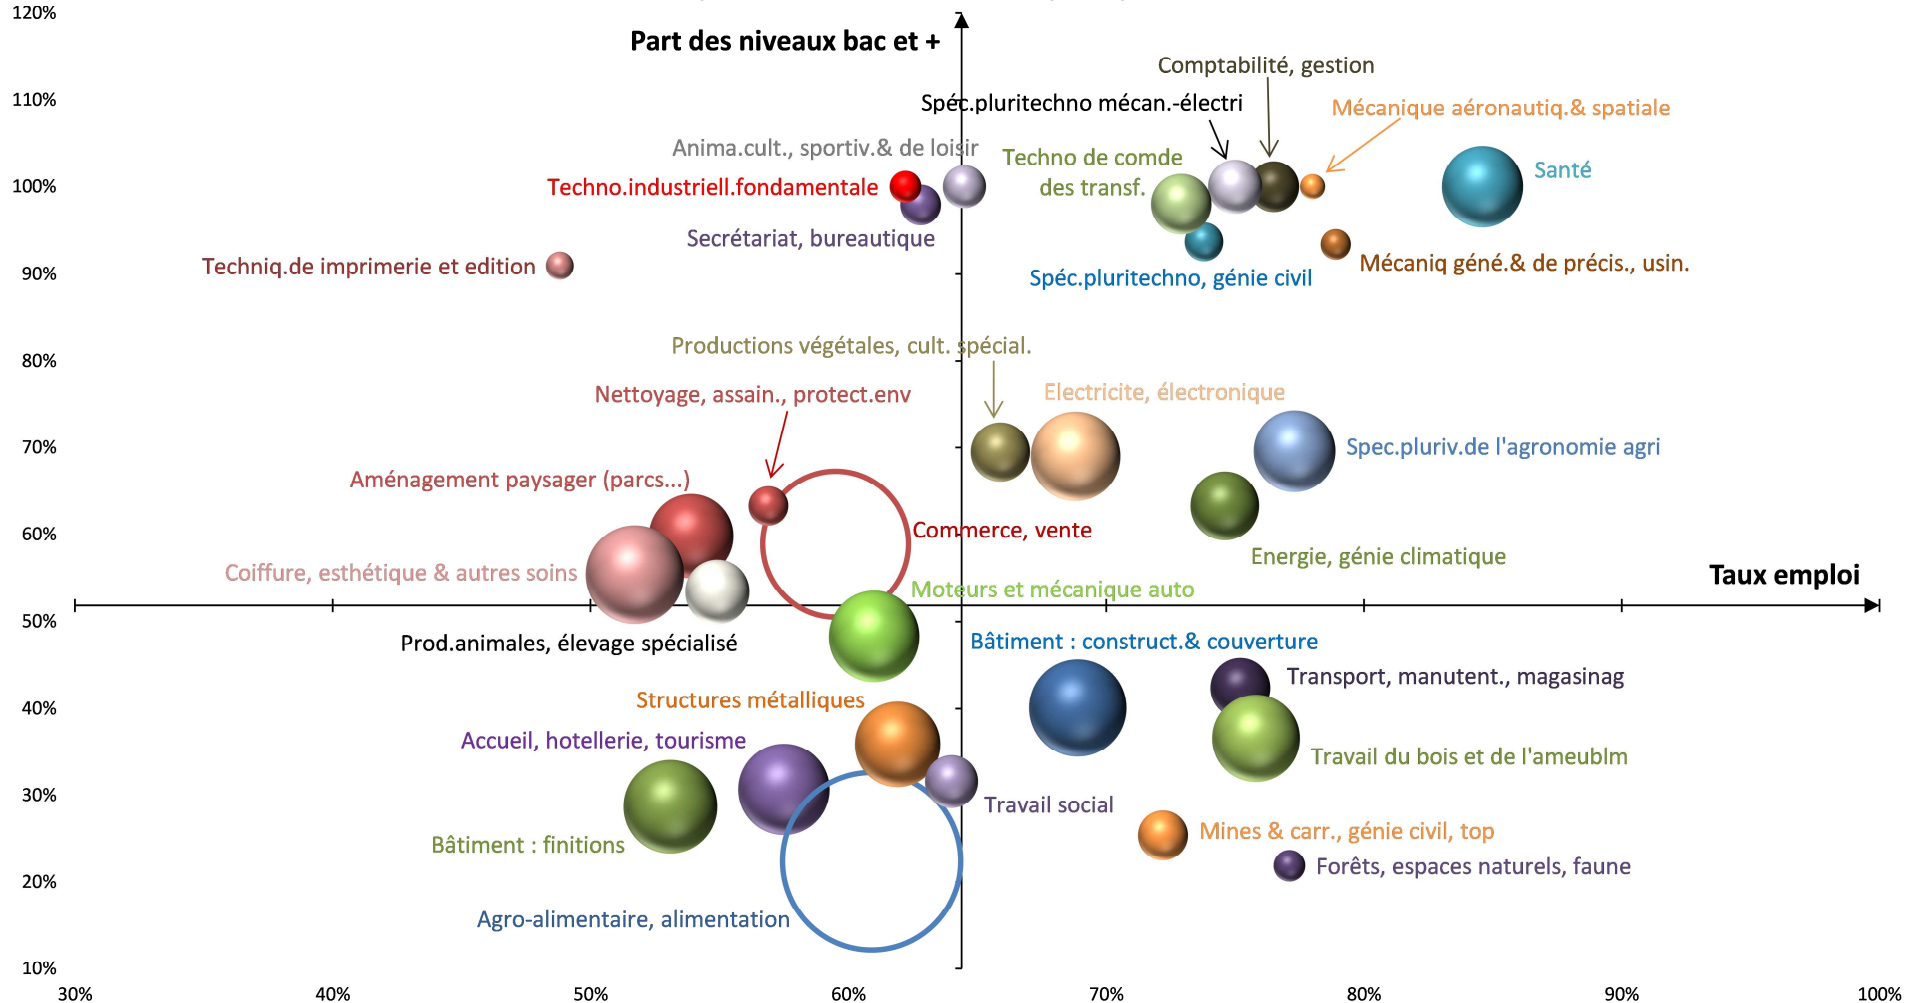 120%
Part des niveaux bac et +
Comptabilité, gestion
110%
Spéc.pluritechno mécan.-électri
Mécanique aéronautiq.& spatiale
Anima.cult., sportiv.& de loisir
Techno de comde
des transf.
Santé
100%
Techno.industriell.fondamentale
Secrétariat, bureautique
Techniq.de imprimerie et edition
90%
Mécaniq géné.& de précis., usin.
Spéc.pluritechno, génie civil
Productions végétales, cult. spécial.
80%
Nettoyage, assain., protect.env
Electricite, électronique
70%
Spec.pluriv.de l'agronomie agri
Aménagement paysager (parcs...)
60%
Commerce, vente
Energie, génie climatique
Coiffure, esthétique & autres soins
Taux emploi
Moteurs et mécanique auto
50%
Prod.animales, élevage spécialisé
Bâtiment : construct.& couverture
Transport, manutent., magasinag
Structures métalliques
40%
Accueil, hotellerie, tourisme
Travail du bois et de l'ameublm
30%
Travail social
Bâtiment : finitions
Mines & carr., génie civil, top
Forêts, espaces naturels, faune
20%
Agro-alimentaire, alimentation
10%
30%
40%
50%
60%
70%
80%
90%
100%